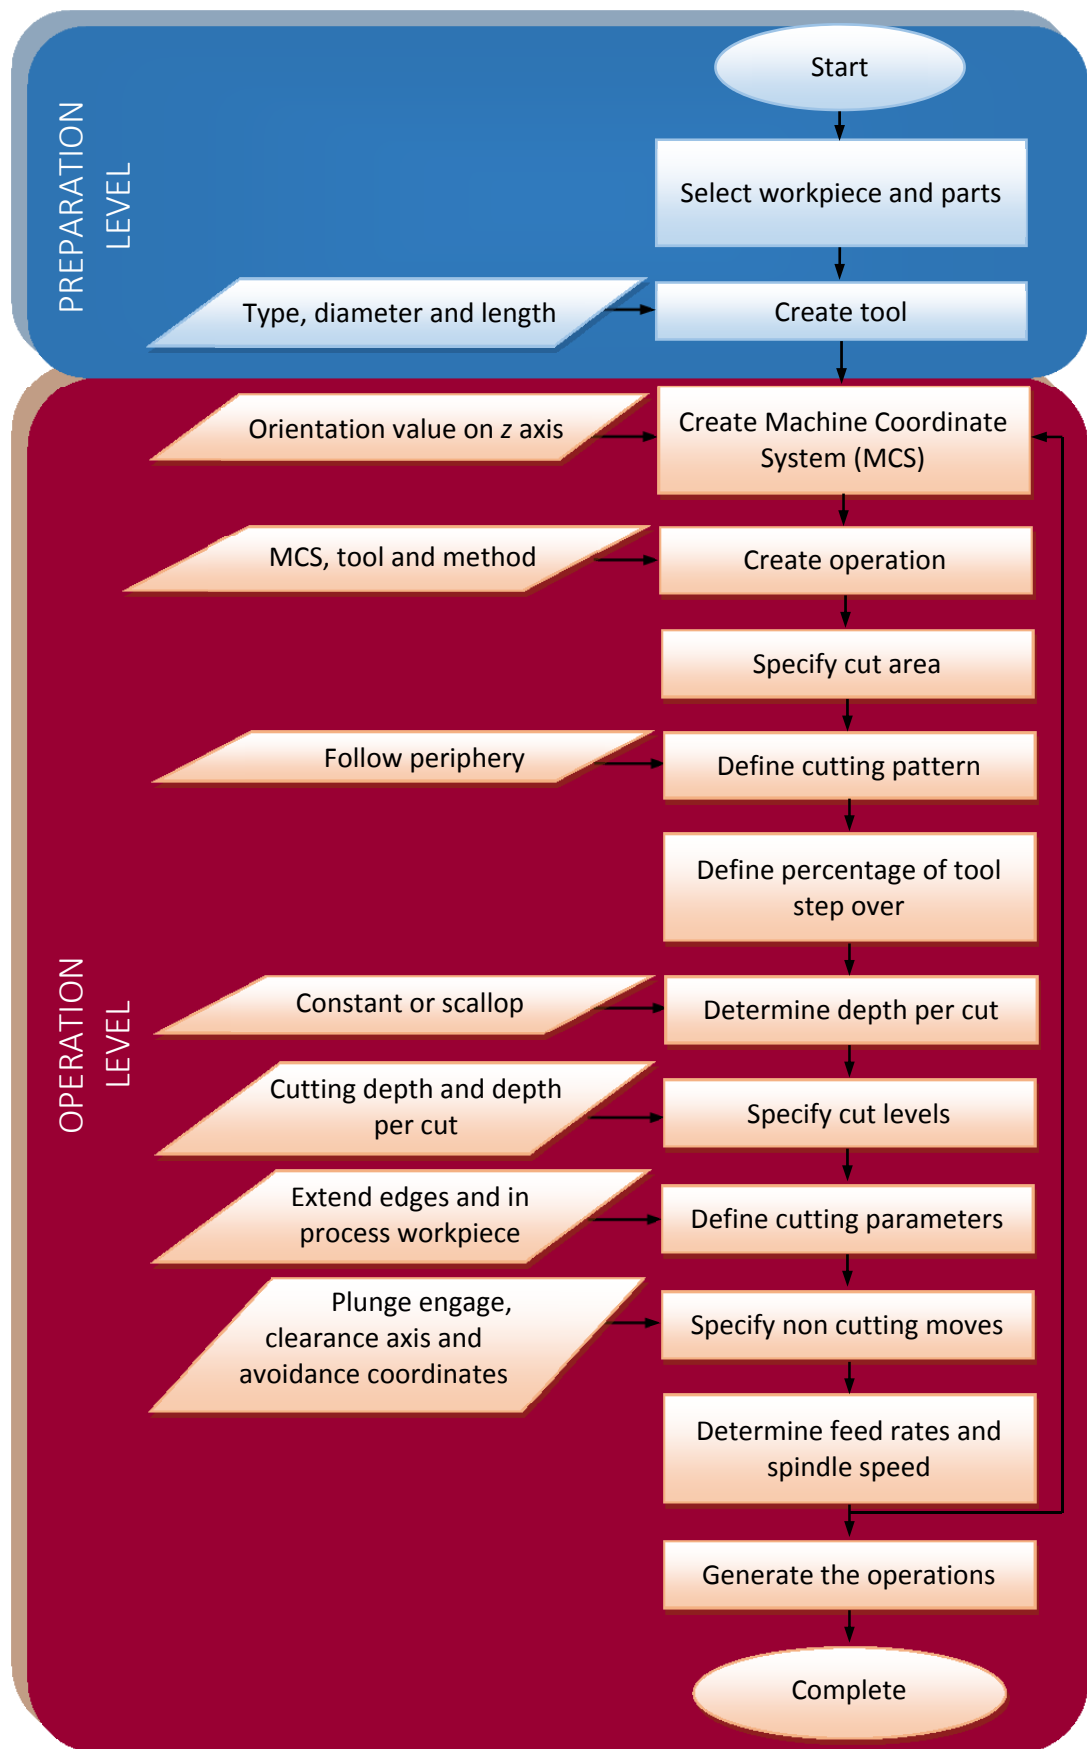 PREPARATION
LEVEL
Start
Select workpiece and parts
Type, diameter and length
Create tool
OPERATION
LEVEL
Orientation value on z axis
Create Machine Coordinate
System (MCS)
MCS, tool and method
Create operation
Specify cut area
Follow periphery
Define cutting pattern
Define percentage of tool
step over
Constant or scallop
Determine depth per cut
Cutting depth and depth
per cut
Specify cut levels
Extend edges and in
process workpiece
Define cutting parameters
Plunge engage,
clearance axis and
avoidance coordinates
Specify non cutting moves
Determine feed rates and
spindle speed
Generate the operations
Complete